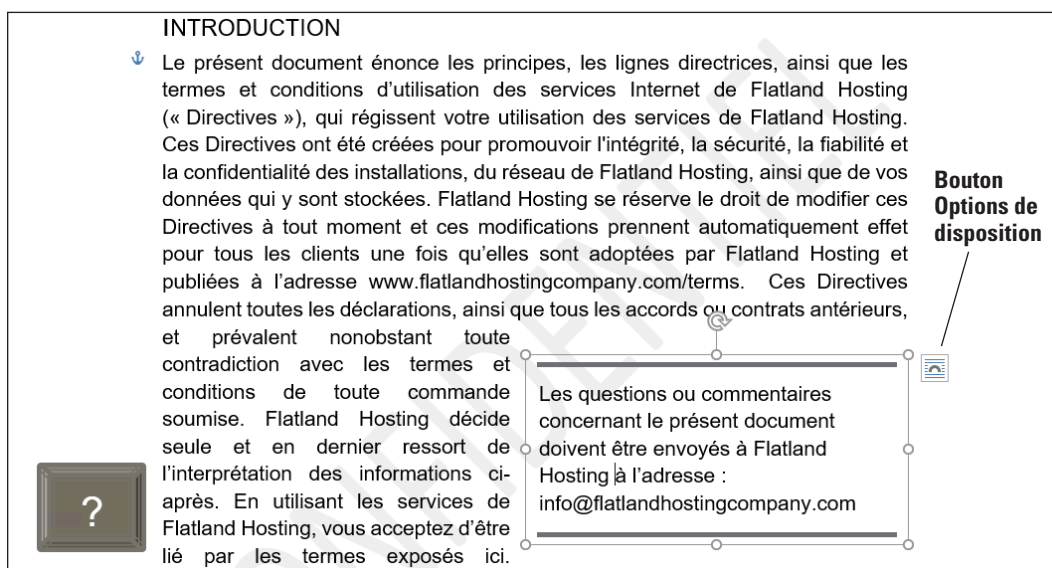 INTRODUCTION
Le présent document énonce les principes, les lignes directrices, ainsi que les
termes et conditions d’utilisation des services Internet de Flatland Hosting
(« Directives »), qui régissent votre utilisation des services de Flatland Hosting.
Ces Directives ont été créées pour promouvoir l'intégrité, la sécurité, la fiabilité et
la confidentialité des installations, du réseau de Flatland Hosting, ainsi que de vos
données qui y sont stockées. Flatland Hosting se réserve le droit de modifier ces
Directives à tout moment et ces modifications prennent automatiquement effet
pour tous les clients une fois qu’elles sont adoptées par Flatland Hosting et
publiées à l’adresse www.flatlandhostingcompany.com/terms. Ces Directives
annulent toutes les déclarations, ainsi que tous les accords ou contrats antérieurs,
et prévalent nonobstant toute
contradiction avec les termes et
conditions de toute commande
soumise. Flatland Hosting décide
seule et en dernier ressort de
l’interprétation des informations ci-
après. En utilisant les services de
Flatland Hosting, vous acceptez d’être
lié par les termes exposés ici.
Les questions ou commentaires
concernant le présent document
doivent être envoyés à Flatland
Hosting à l’adresse :
info@flatlandhostingcompany.com
Bouton
Options de
disposition
?
CONFIDENTIEL